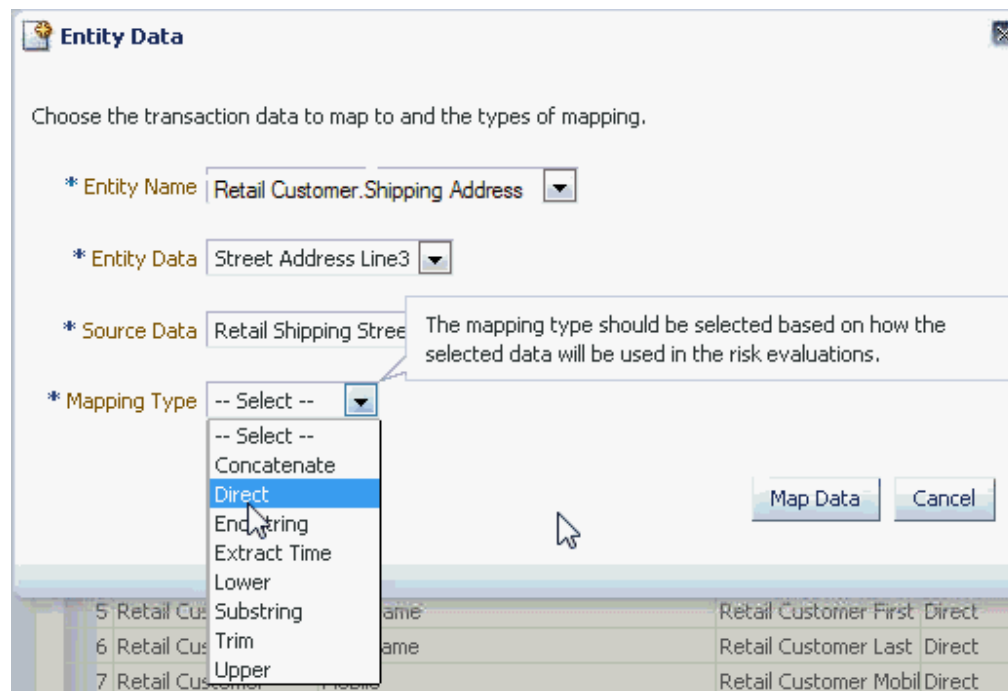 Entity Data
Choose the transaction data to map to and the types of mapping.
* Entity Name Retail Customer.Shipping Address
* Entity Data Street Address Line3
* Source Data Retail Shipping Stree
The mapping type should be selected based on how the
selected data will be used in the risk evaluations.
* Mapping Type -- Select --
-- Select --
Concatenate
Direct
Map Data Cancel
Extract Time
Lower
5 Retail Cus Substring ame Retail Customer First Direct
6 Retail Cus Trim ame Retail Customer Last Direct
Upper
7 Retail Customer Retail Customer Mobil Direct